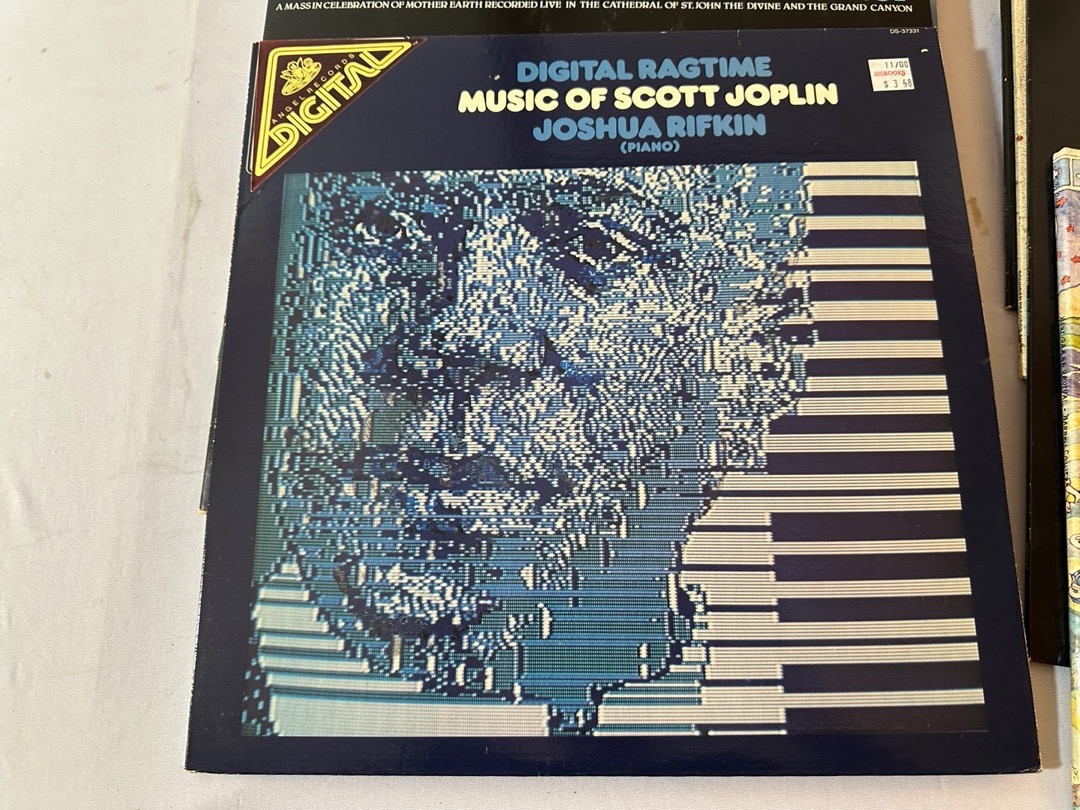 A MASS IN CELEBRATION OF MOTHER EARTH RECORDED LIVE IN THE CATHEDRAL OF ST. JOHN THE DIVINE AND THE GRAND CANYON
DS-37331
ANGEL RECORDS
DIGITAL
DIGITAL RAGTIME
MUSIC OF SCOTT JOPLIN
JOSHUA RIFKIN
(PIANO)
11/00
$ 3.48